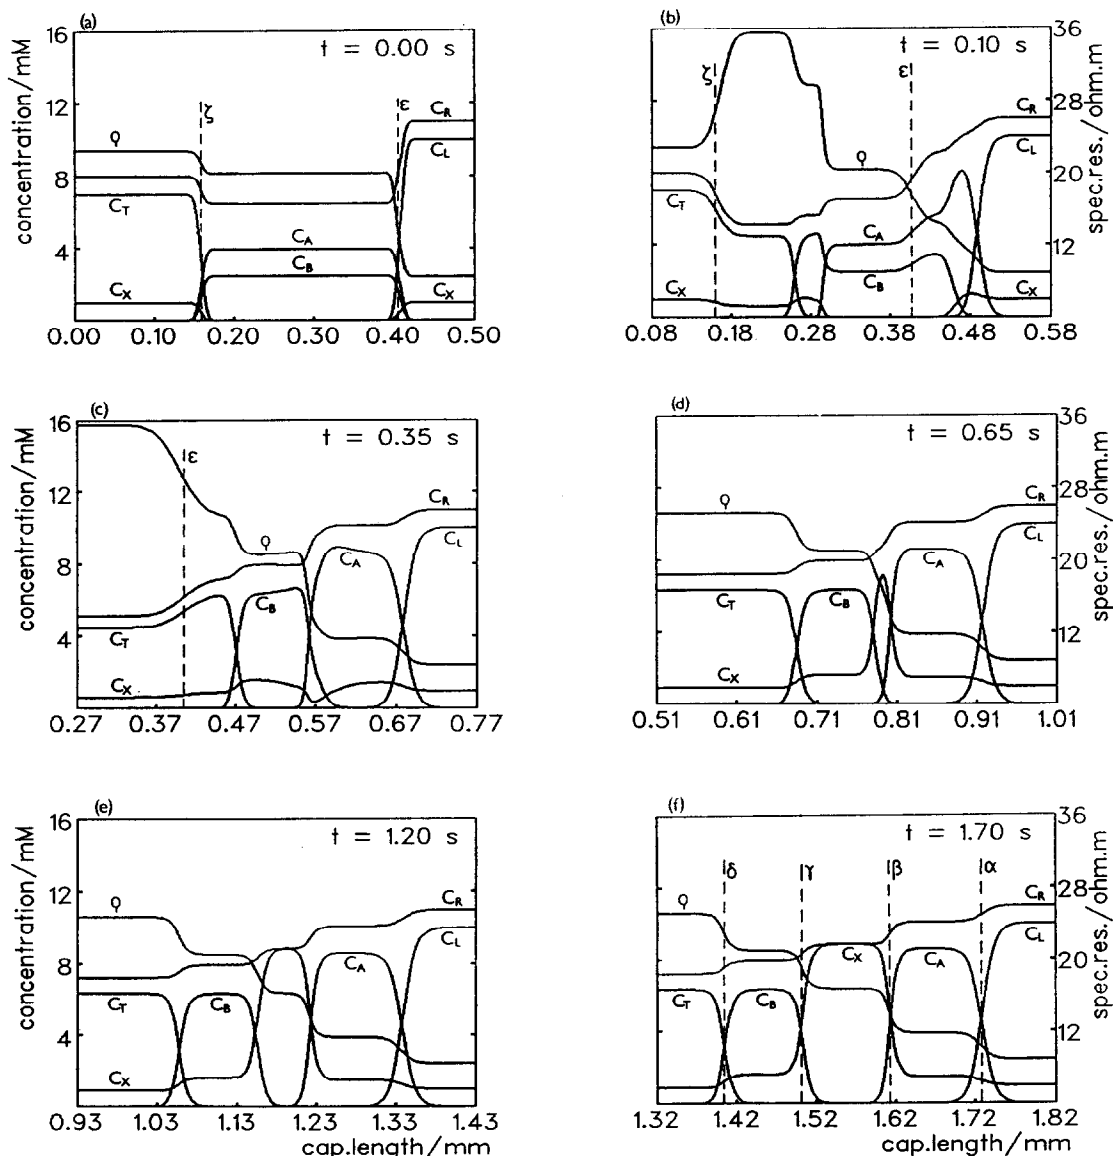 (a)
t = 0.00 s
concentration/mM
16
12
8
4
ζ
ε
ϙ
C_R
C_L
C_T
C_A
C_B
C_X
C_X
0.00 0.10 0.20 0.30 0.40 0.50
(b)
t = 0.10 s
36
28
20
12
spec.res./ohm.m
ζ
ε
ϙ
C_R
C_L
C_T
C_A
C_B
C_X
C_X
0.08 0.18 0.28 0.38 0.48 0.58
(c)
t = 0.35 s
concentration/mM
16
12
8
4
ε
ϙ
C_R
C_L
C_A
C_B
C_T
C_X
0.27 0.37 0.47 0.57 0.67 0.77
(d)
t = 0.65 s
36
28
20
12
spec.res./ohm.m
ϙ
C_R
C_L
C_A
C_T
C_B
C_X
0.51 0.61 0.71 0.81 0.91 1.01
(e)
t = 1.20 s
concentration/mM
16
12
8
4
ϙ
C_R
C_L
C_A
C_T
C_B
C_X
0.93 1.03 1.13 1.23 1.33 1.43
cap.length/mm
(f)
t = 1.70 s
36
28
20
12
spec.res./ohm.m
δ
γ
β
α
ϙ
C_R
C_L
C_X
C_A
C_T
C_B
1.32 1.42 1.52 1.62 1.72 1.82
cap.length/mm